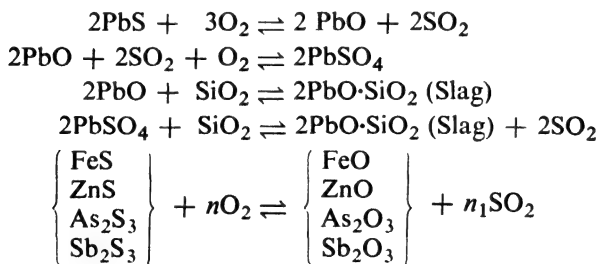 2PbS + 3O₂ ⇌ 2 PbO + 2SO₂
2PbO + 2SO₂ + O₂ ⇌ 2PbSO₄
2PbO + SiO₂ ⇌ 2PbO·SiO₂ (Slag)
2PbSO₄ + SiO₂ ⇌ 2PbO·SiO₂ (Slag) + 2SO₂
{FeS ZnS As₂S₃ Sb₂S₃} + nO₂ ⇌ {FeO ZnO As₂O₃ Sb₂O₃} + n₁SO₂